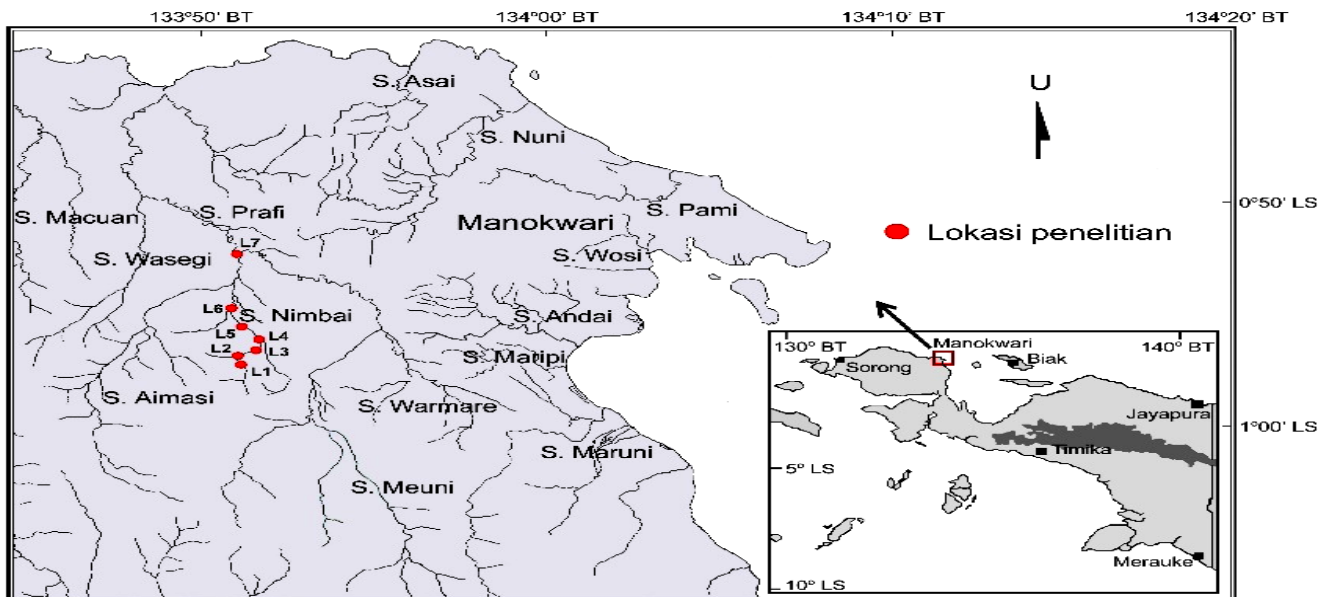 133°50' BT
134°00' BT
134°10' BT
134°20' BT
S. Asai
U
S. Nuni
S. Macuan
S. Prafi
Manokwari
S. Pami
0°50' LS
L7
Lokasi penelitian
S. Wasegi
S. Wosi
L6
S. Nimbai
S. Andai
L5
L4
L2
L3
S. Maripi
L1
S. Aimasi
S. Warmare
S. Maruni
S. Meuni
1°00' LS
130° BT
Manokwari
140° BT
Sorong
Biak
Jayapura
Timika
5° LS
Merauke
10° LS